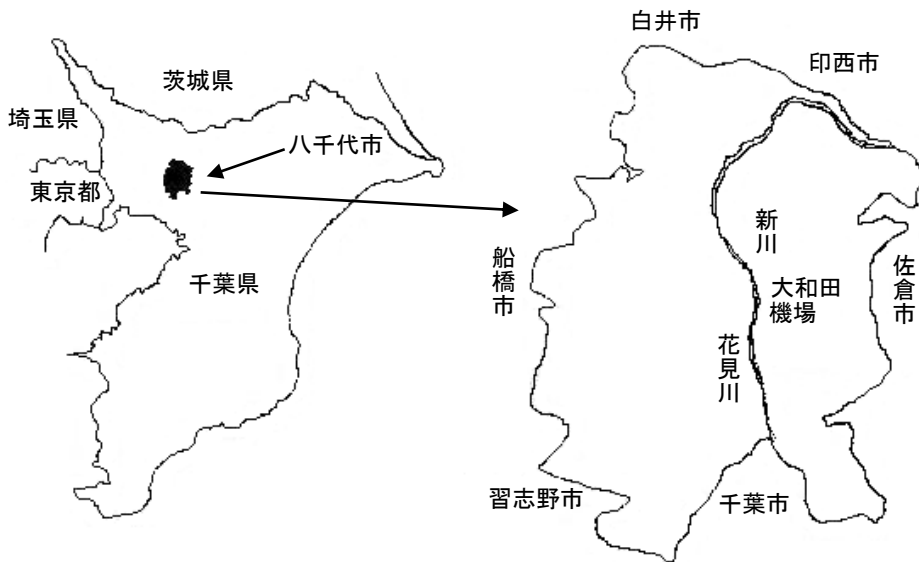 茨城県
埼玉県
八千代市
東京都
千葉県
白井市
印西市
新川
船橋市
佐倉市
大和田
機場
花見川
習志野市
千葉市